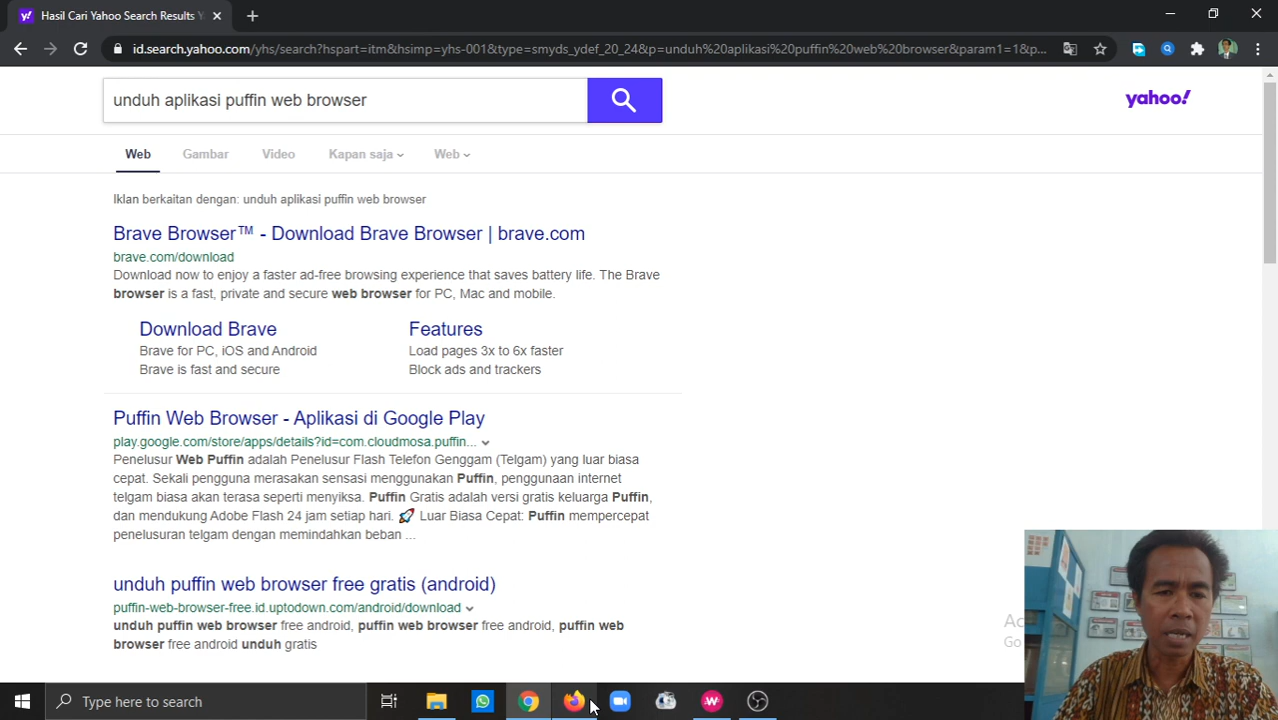 Hasil Cari Yahoo Search Results Y
id.search.yahoo.com/yhs/search?hspart=itm&hsimp=yhs-001&type=smyds_ydef_20_24&p=unduh%20aplikasi%20puffin%20web%20browser&param1=1&p...
unduh aplikasi puffin web browser
yahoo!
Web Gambar Video Kapan saja Web
Iklan berkaitan dengan: unduh aplikasi puffin web browser
Brave Browser™ - Download Brave Browser | brave.com
brave.com/download
Download now to enjoy a faster ad-free browsing experience that saves battery life. The Brave
browser is a fast, private and secure web browser for PC, Mac and mobile.
Download Brave
Brave for PC, iOS and Android
Brave is fast and secure
Features
Load pages 3x to 6x faster
Block ads and trackers
Puffin Web Browser - Aplikasi di Google Play
play.google.com/store/apps/details?id=com.cloudmosa.puffin...
Penelusur Web Puffin adalah Penelusur Flash Telefon Genggam (Telgam) yang luar biasa
cepat. Sekali pengguna merasakan sensasi menggunakan Puffin, penggunaan internet
telgam biasa akan terasa seperti menyiksa. Puffin Gratis adalah versi gratis keluarga Puffin,
dan mendukung Adobe Flash 24 jam setiap hari. 🚀 Luar Biasa Cepat: Puffin mempercepat
penelusuran telgam dengan memindahkan beban ...
unduh puffin web browser free gratis (android)
puffin-web-browser-free.id.uptodown.com/android/download
unduh puffin web browser free android, puffin web browser free android, puffin web
browser free android unduh gratis
Ac
Go
Type here to search